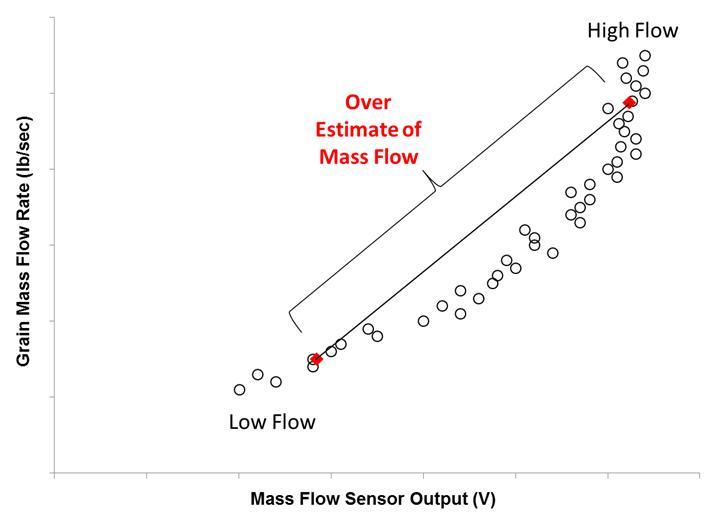 High Flow
Over
Estimate of
Mass Flow
Grain Mass Flow Rate (lb/sec)
Low Flow
Mass Flow Sensor Output (V)